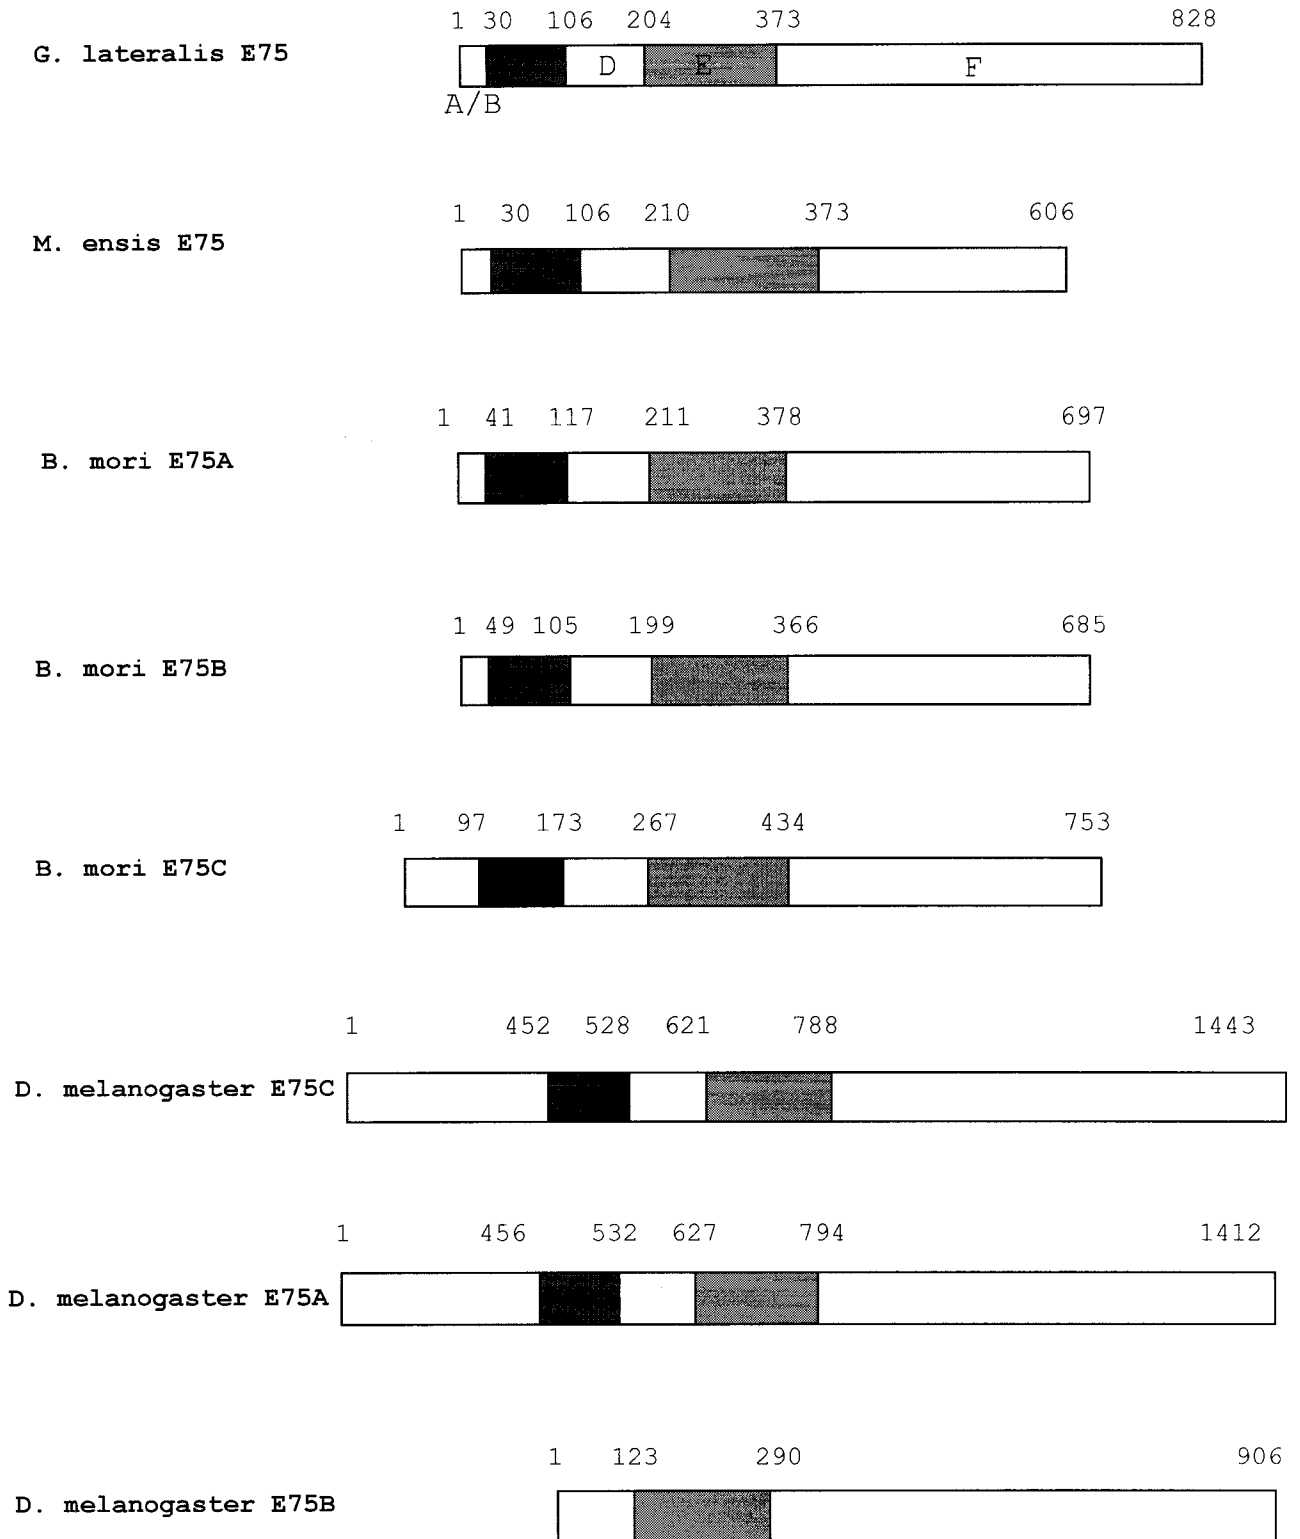 1 30 106 204 373 828
G. lateralis E75
D E F
A/B
1 30 106 210 373 606
M. ensis E75
1 41 117 211 378 697
B. mori E75A
1 49 105 199 366 685
B. mori E75B
1 97 173 267 434 753
B. mori E75C
1 452 528 621 788 1443
D. melanogaster E75C
1 456 532 627 794 1412
D. melanogaster E75A
1 123 290 906
D. melanogaster E75B